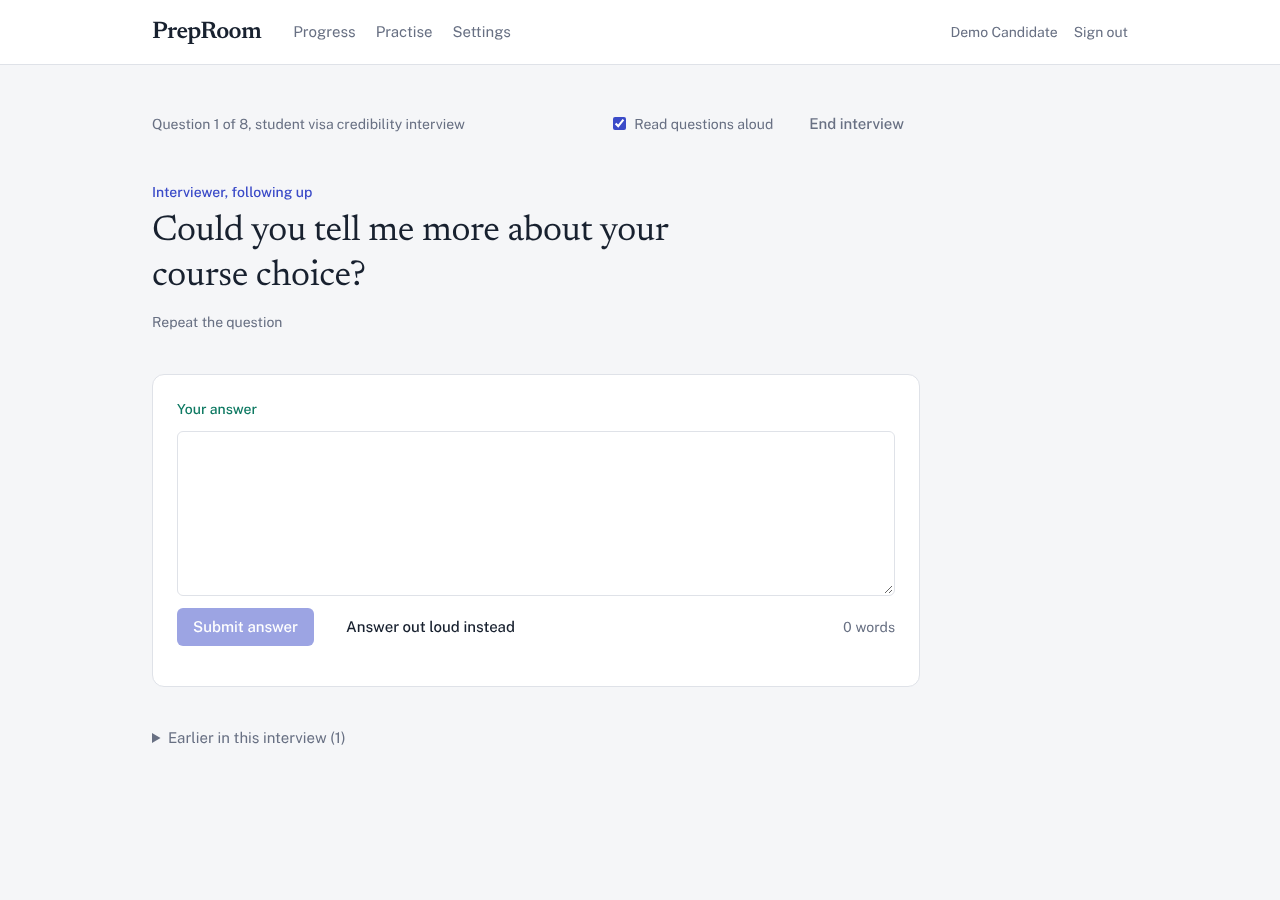 PrepRoom Progress Practise Settings Demo Candidate Sign out
Question 1 of 8, student visa credibility interview Read questions aloud End interview
Interviewer, following up
Could you tell me more about your
course choice?
Repeat the question
Your answer
Submit answer Answer out loud instead 0 words
Earlier in this interview (1)